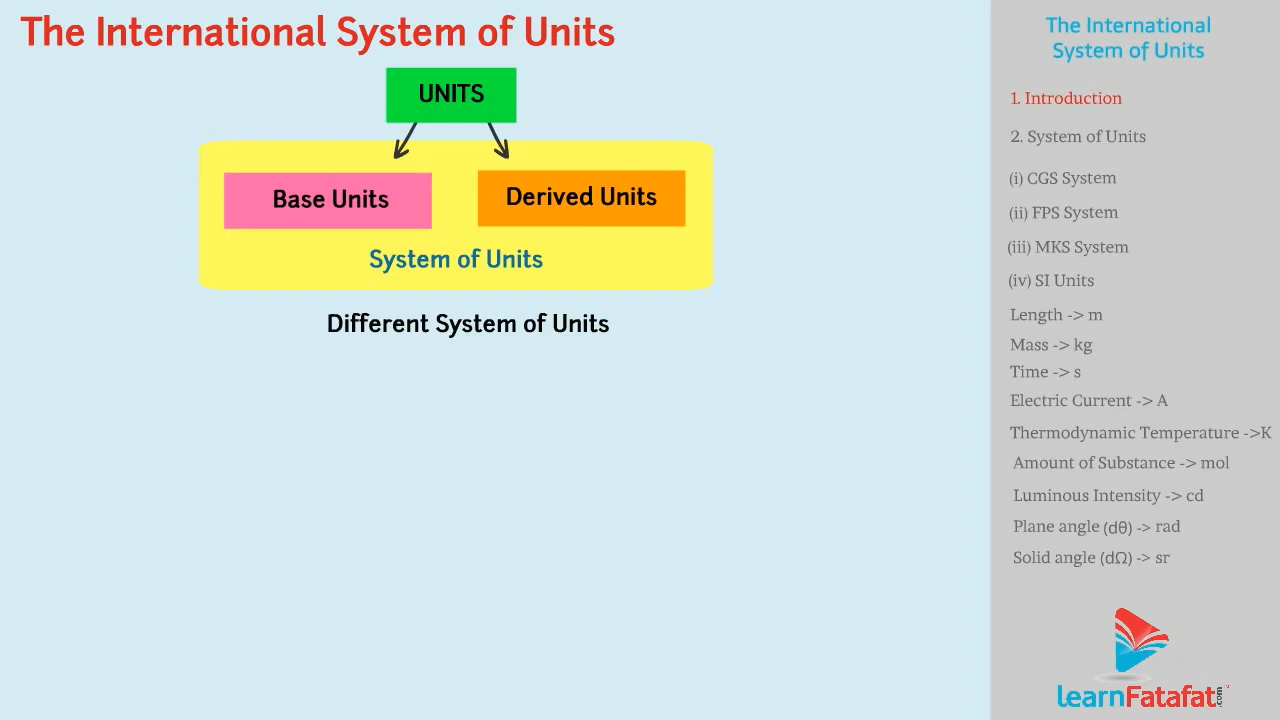 The International System of Units
UNITS
Base Units
Derived Units
System of Units
Different System of Units
The International
System of Units
1. Introduction
2. System of Units
(i) CGS System
(ii) FPS System
(iii) MKS System
(iv) SI Units
Length -> m
Mass -> kg
Time -> s
Electric Current -> A
Thermodynamic Temperature ->K
Amount of Substance -> mol
Luminous Intensity -> cd
Plane angle (dθ) -> rad
Solid angle (dΩ) -> sr
learnFatafat.com